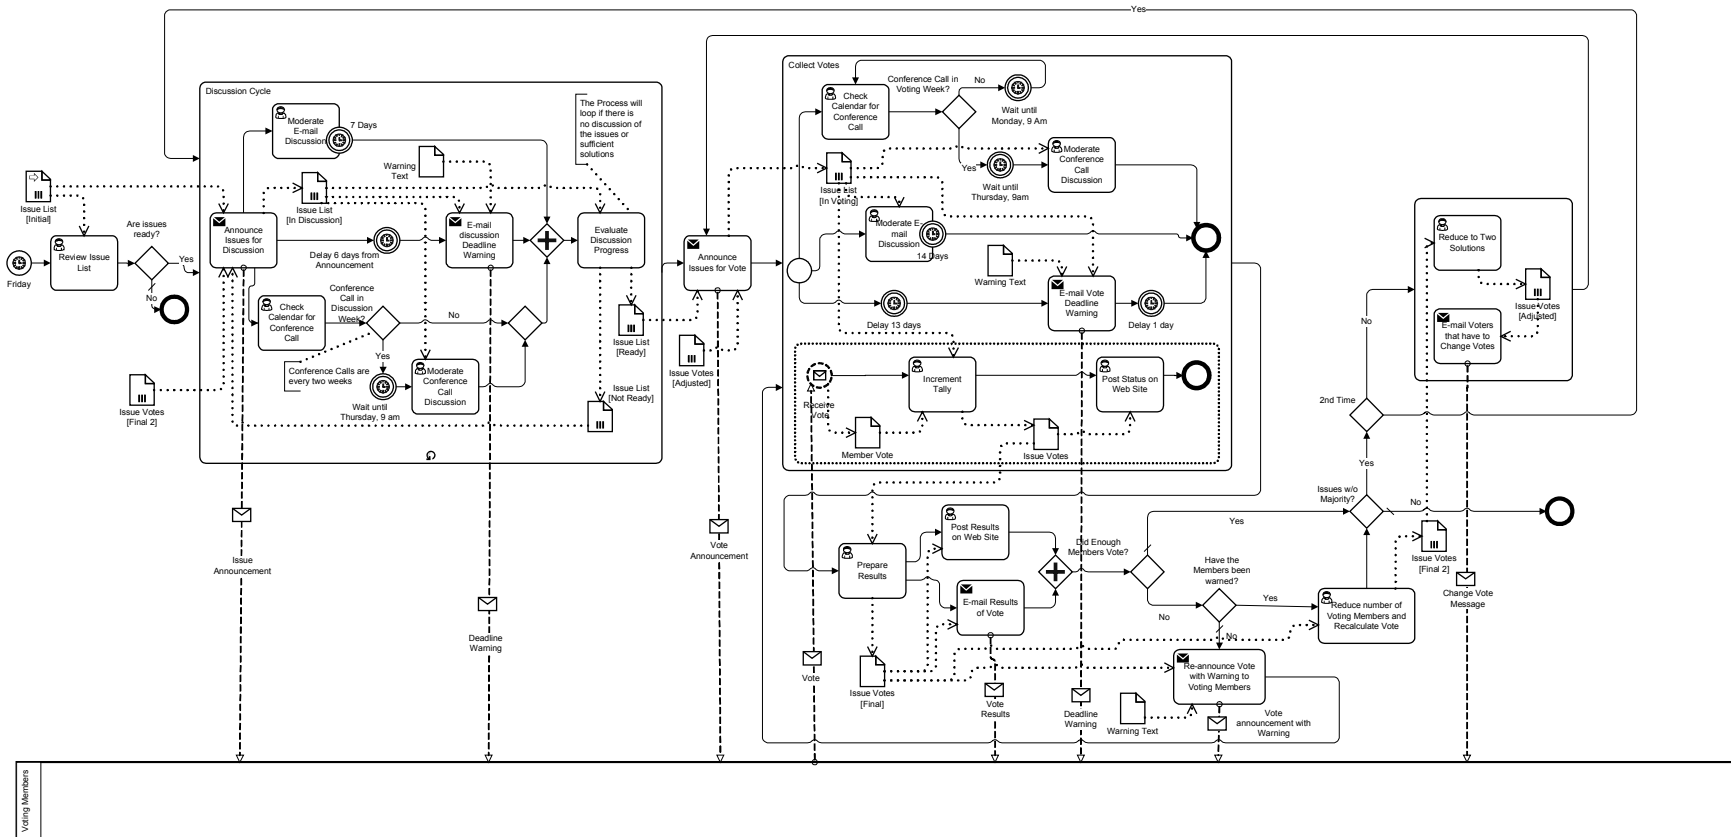 Yes
Collect Votes
Discussion Cycle
Moderate
E-mail
Discussion
7 Days
The Process will
loop if there is
no discussion of
the issues or
sufficient
solutions
Warning
Text
Check
Calendar for
Conference
Call
Conference Call in
Voting Week?
No
Wait until
Monday, 9 Am
Yes
Wait until
Thursday, 9am
Moderate
Conference
Call
Discussion
Issue List
[Initial]
Issue List
[In Discussion]
Issue List
[In Voting]
Friday
Review Issue
List
Are issues
ready?
Yes
No
Announce
Issues for
Discussion
Delay 6 days from
Announcement
E-mail
discussion
Deadline
Warning
Evaluate
Discussion
Progress
Announce
Issues for Vote
Moderate E-
mail
Discussion
14 Days
Warning Text
E-mail Vote
Deadline
Warning
Delay 13 days
Delay 1 day
Reduce to Two
Solutions
Issue Votes
[Adjusted]
E-mail Voters
that have to
Change Votes
Check
Calendar for
Conference
Call
Conference
Call in
Discussion
Week?
No
Yes
Conference Calls are
every two weeks
Wait until
Thursday, 9 am
Moderate
Conference
Call
Discussion
Issue List
[Ready]
Issue List
[Not Ready]
Issue Votes
[Adjusted]
Issue Votes
[Final 2]
Receive
Vote
Increment
Tally
Post Status on
Web Site
Member Vote
Issue Votes
No
2nd Time
Yes
Issues w/o
Majority?
No
Issue
Announcement
Vote
Announcement
Deadline
Warning
Prepare
Results
Post Results
on Web Site
E-mail Results
of Vote
Did Enough
Members Vote?
Yes
No
Have the
Members been
warned?
Yes
No
Reduce number of
Voting Members and
Recalculate Vote
Issue Votes
[Final 2]
Change Vote
Message
Vote
Issue Votes
[Final]
Vote
Results
Deadline
Warning
Re-announce Vote
with Warning to
Voting Members
Warning Text
Vote
announcement with
Warning
Voting Members